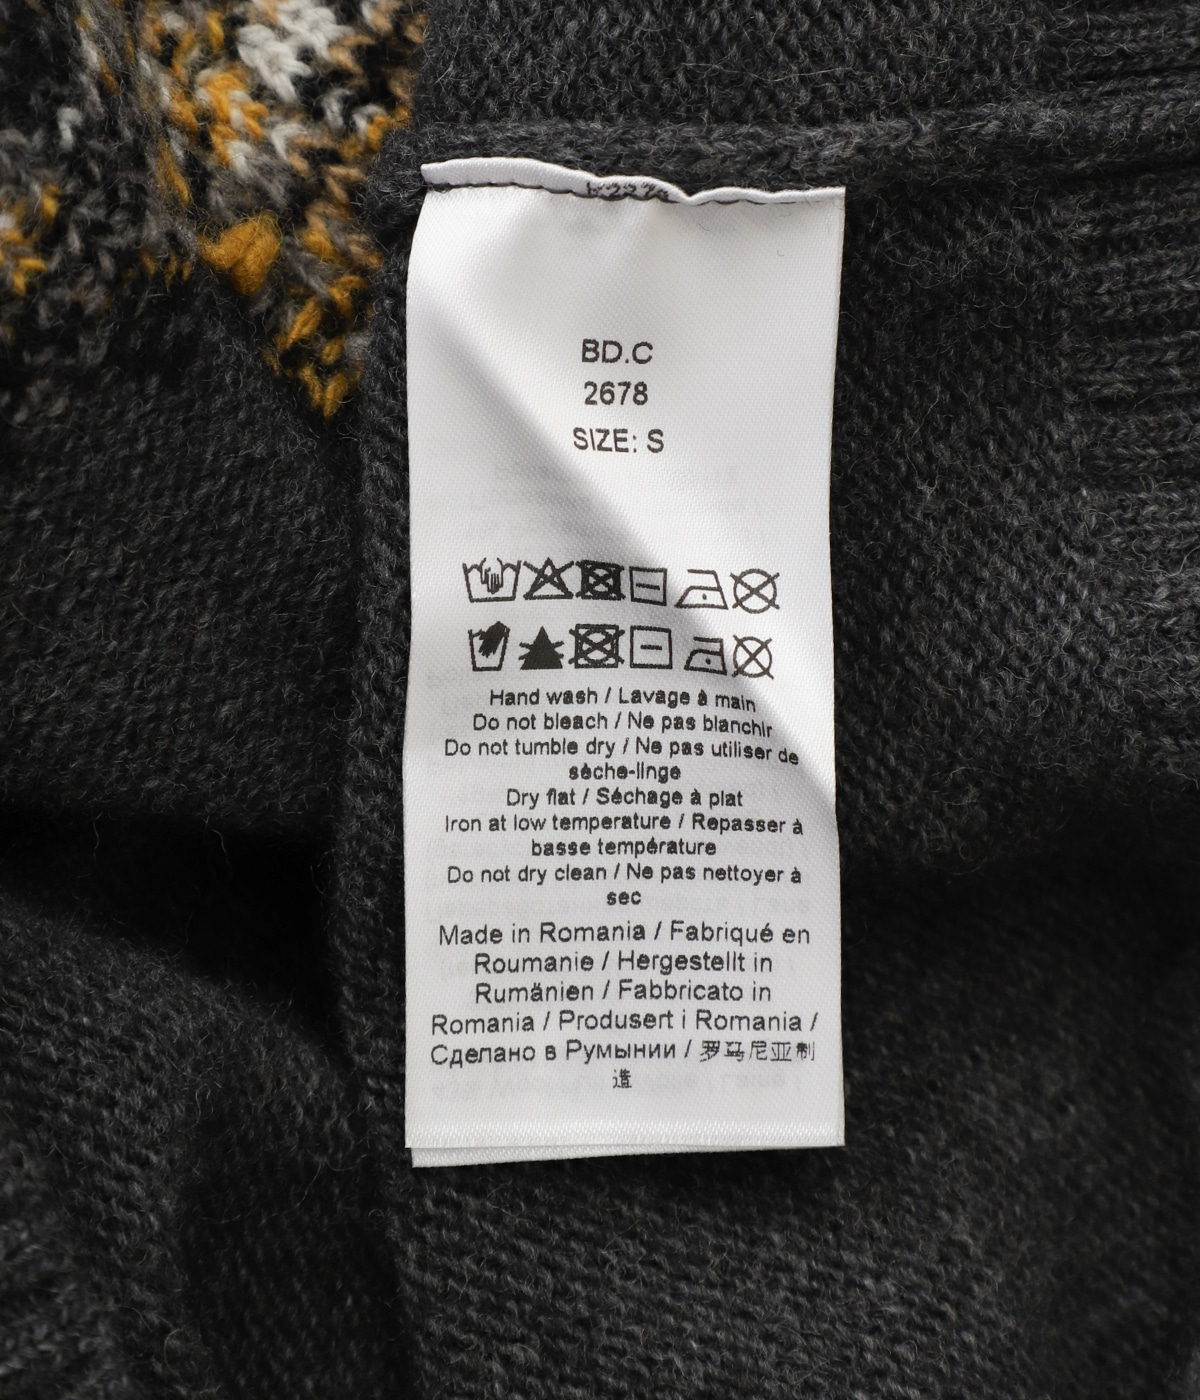 BD.C
2678
SIZE: S
Hand wash / Lavage à main
Do not bleach / Ne pas blanchir
Do not tumble dry / Ne pas utiliser de
sèche-linge
Dry flat / Séchage à plat
Iron at low temperature / Repasser à
basse température
Do not dry clean / Ne pas nettoyer à
sec
Made in Romania / Fabriqué en
Roumanie / Hergestellt in
Rumänien / Fabbricato in
Romania / Produsert i Romania /
Сделано в Румынии / 罗马尼亚制
造